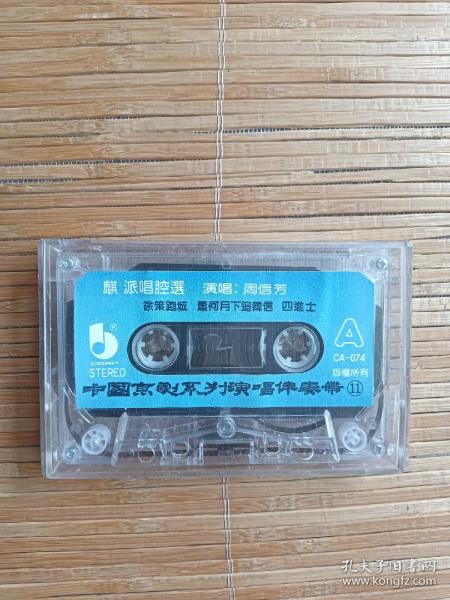 麒派唱腔選 演唱：周信芳
徐策跑城 蕭何月下追韓信 四進士
®
CDRP
STEREO
A
CA-074
版權所有
中國京劇系列演唱伴奏帶 ⑪
孔夫子旧书网
www.kongfz.com